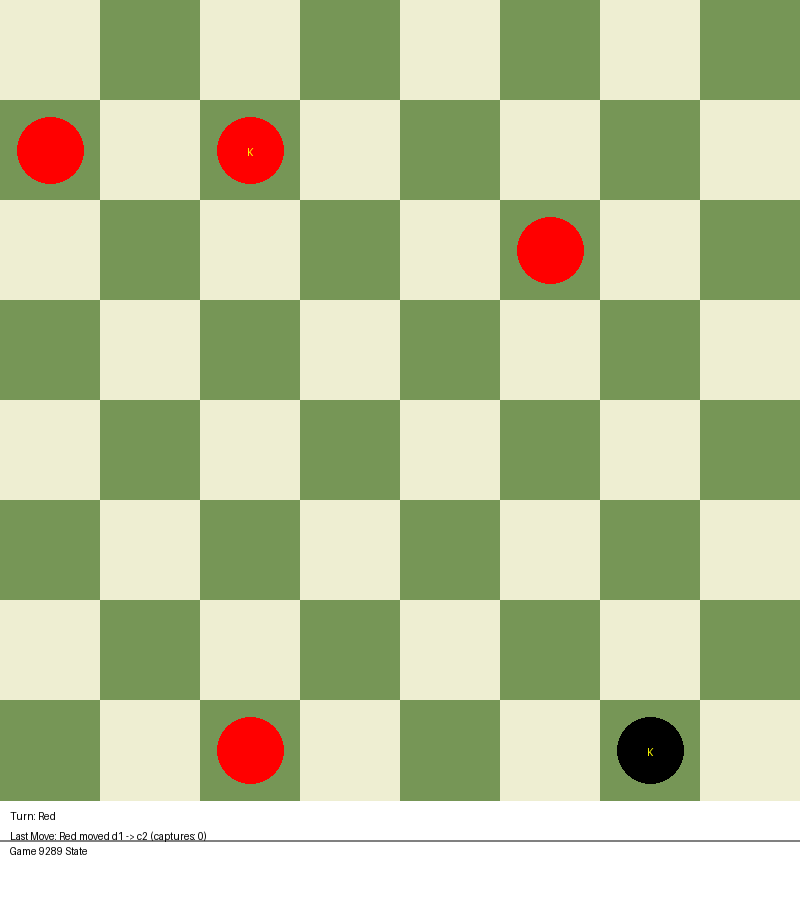 K
K
Turn: Red
Last Move: Red moved d1 -> c2 (captures: 0)
Game 9289 State